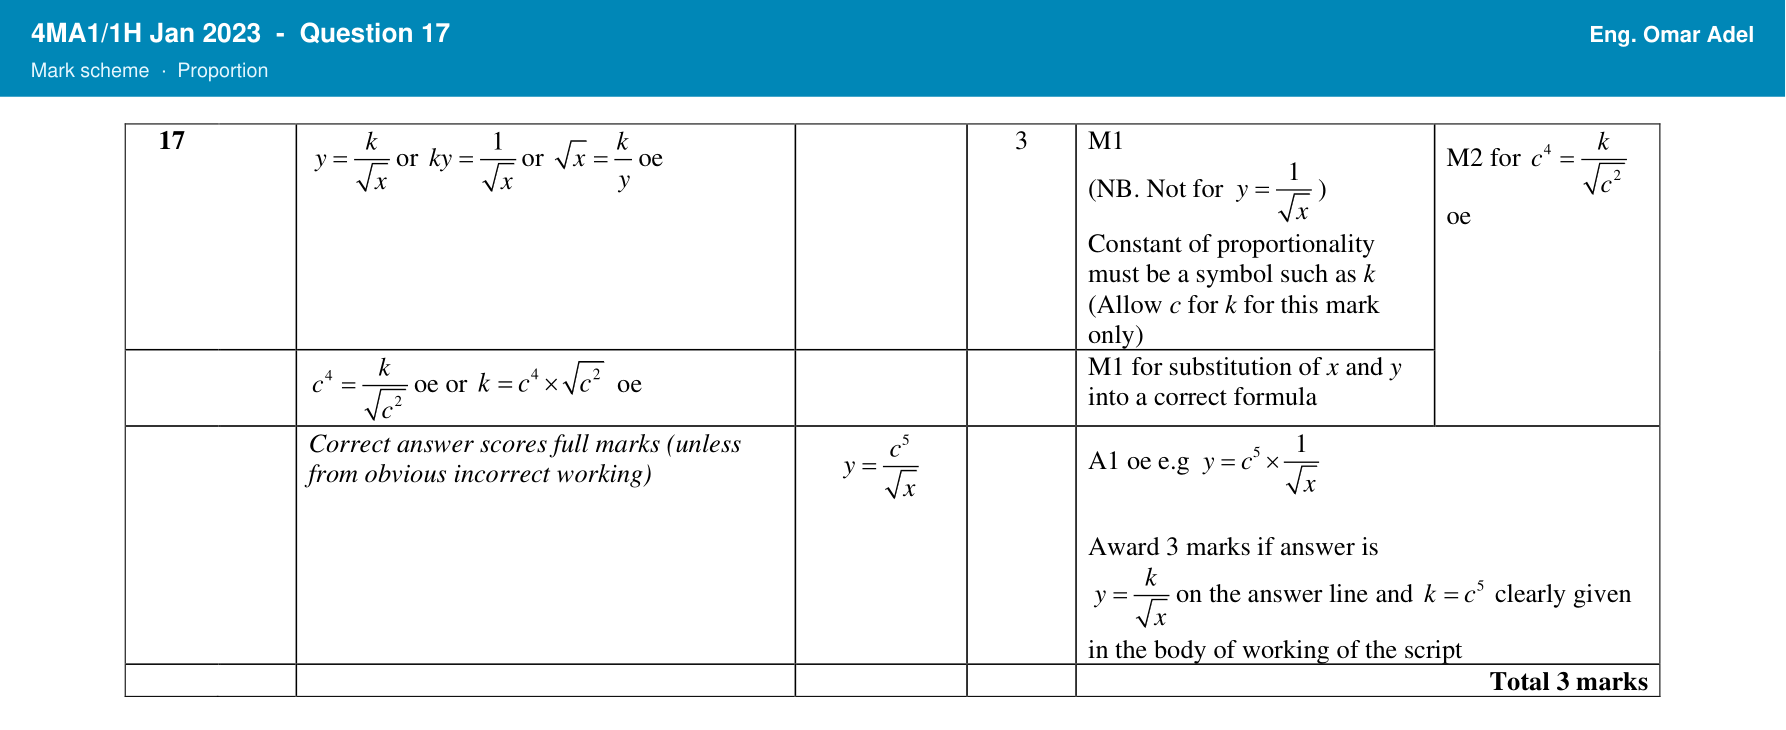 4MA1/1H Jan 2023 - Question 17
Eng. Omar Adel
Mark scheme · Proportion
17
y = k/√x or ky = 1/√x or √x = k/y oe
3
M1
(NB. Not for y = 1/√x )
Constant of proportionality
must be a symbol such as k
(Allow c for k for this mark
only)
M2 for c⁴ = k/√c²
oe
c⁴ = k/√c² oe or k = c⁴ × √c² oe
M1 for substitution of x and y
into a correct formula
Correct answer scores full marks (unless
from obvious incorrect working)
y = c⁵/√x
A1 oe e.g y = c⁵ × 1/√x
Award 3 marks if answer is
y = k/√x on the answer line and k = c⁵ clearly given
in the body of working of the script
Total 3 marks